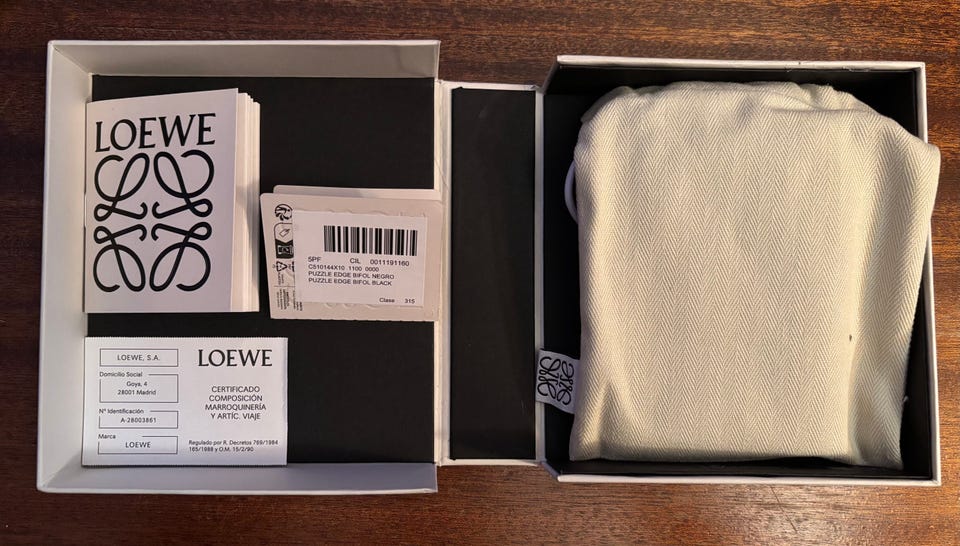 LOEWE
5PF CIL 0011191160
C510144X10 1100 0000
PUZZLE EDGE BIFOL NEGRO
PUZZLE EDGE BIFOL BLACK
Clase 315
LOEWE, S.A.
Domicilio Social
Goya, 4
28001 Madrid
Nº Identificación
A-28003861
Marca
LOEWE
LOEWE
CERTIFICADO
COMPOSICIÓN
MARROQUINERÍA
Y ARTÍC. VIAJE
Regulado por R. Decretos 769/1984
165/1988 y O.M. 15/2/90